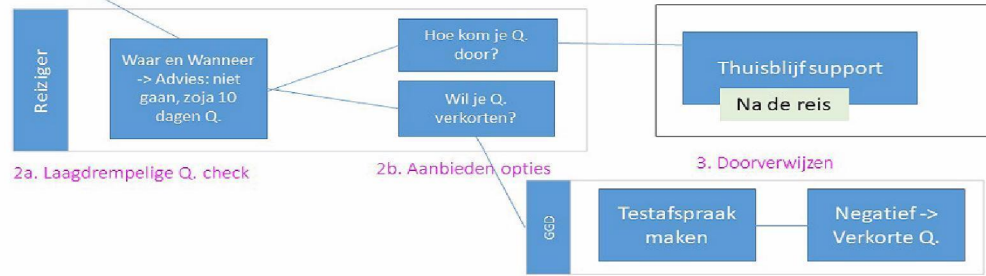 Reiziger
Waar en Wanneer
-> Advies: niet
gaan, zoja 10
dagen Q.
Hoe kom je Q.
door?
Wil je Q.
verkorten?
Thuisblijf support
Na de reis
2a. Laagdrempelige Q. check
2b. Aanbieden opties
3. Doorverwijzen
GGD
Testafspraak
maken
Negatief ->
Verkorte Q.